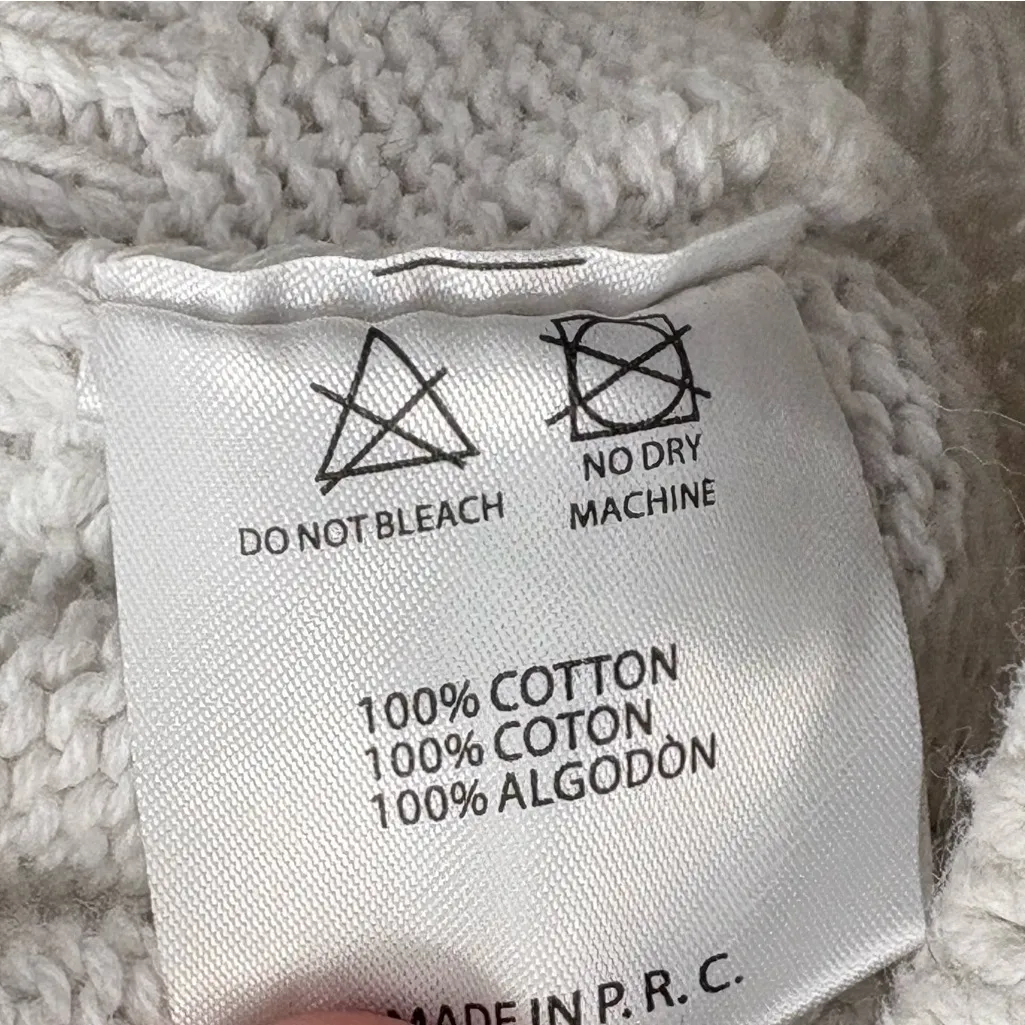 DO NOT BLEACH
NO DRY
MACHINE
100% COTTON
100% COTON
100% ALGODÒN
MADE IN P. R. C.